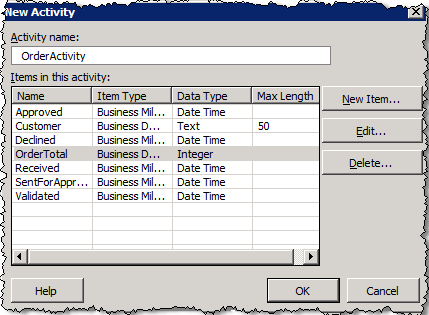 New Activity
Activity name:
OrderActivity
Items in this activity:
Name Item Type Data Type Max Length
Approved Business Mil... Date Time
Customer Business D... Text 50
Declined Business Mil... Date Time
OrderTotal Business D... Integer
Received Business Mil... Date Time
SentForAppr... Business Mil... Date Time
Validated Business Mil... Date Time
New Item...
Edit...
Delete...
Help OK Cancel